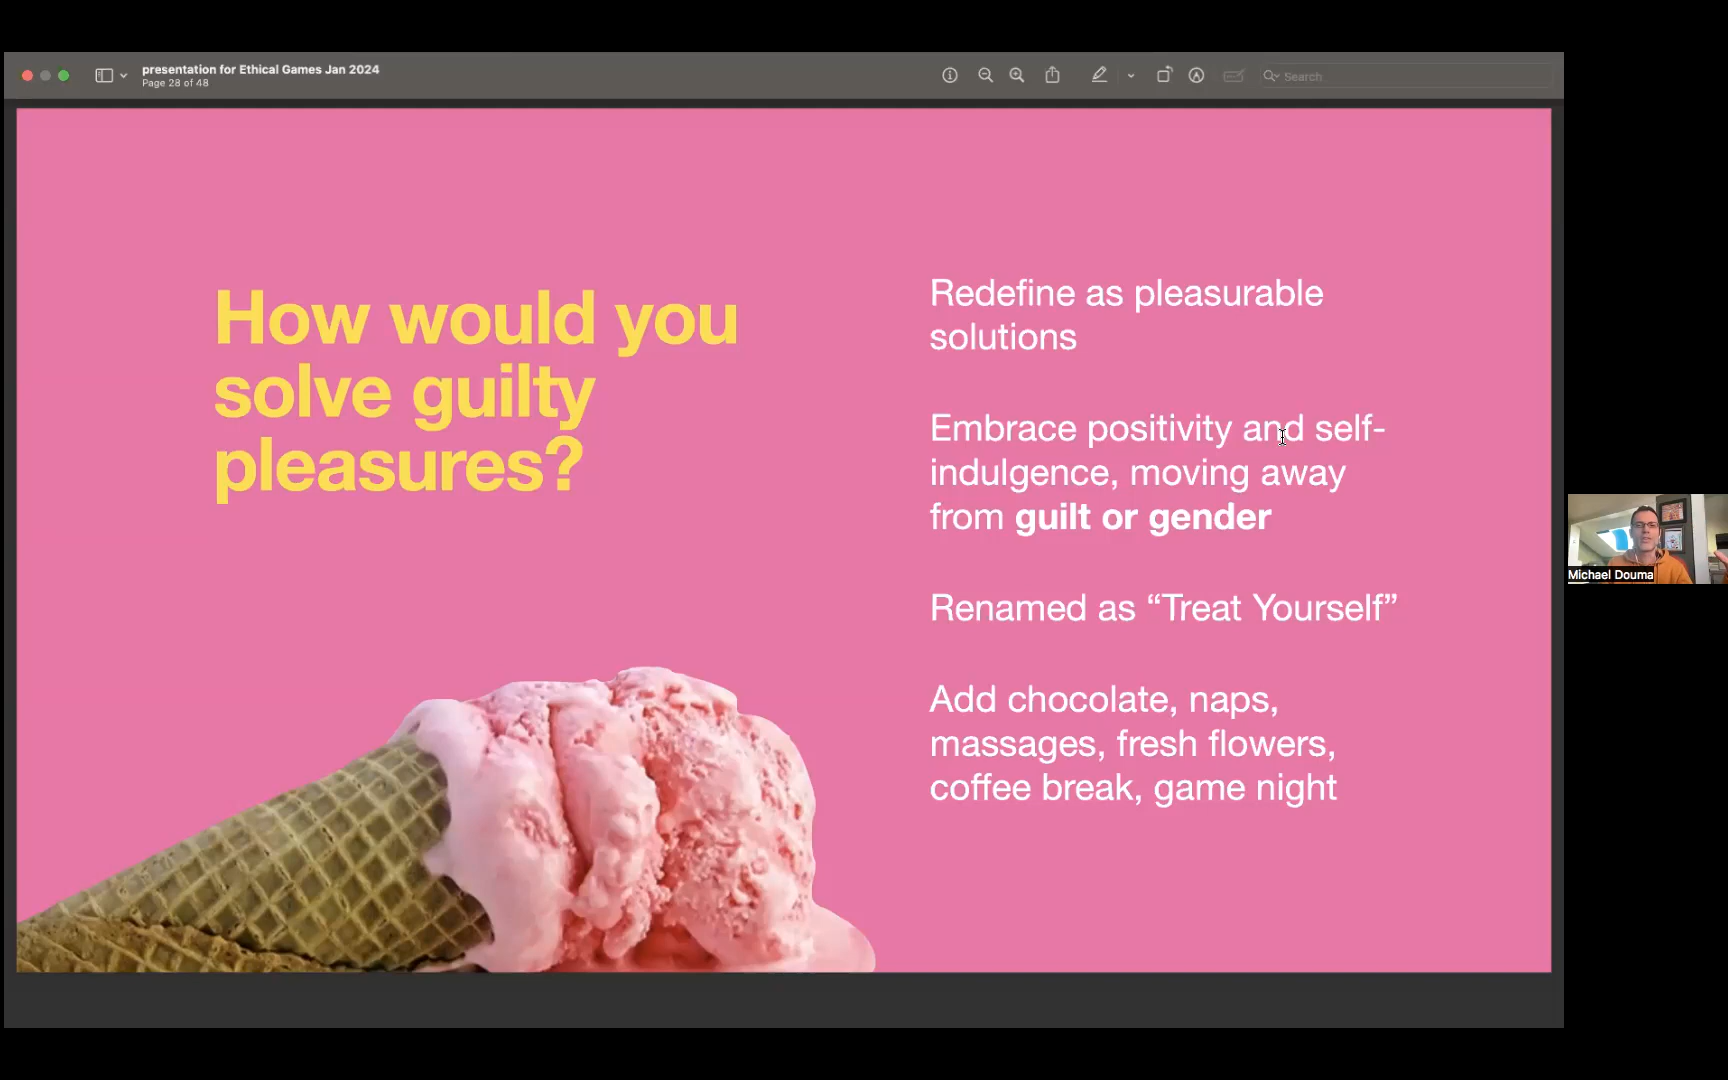 presentation for Ethical Games Jan 2024
Page 28 of 48
Search
How would you
solve guilty
pleasures?
Redefine as pleasurable
solutions
Embrace positivity and self-
indulgence, moving away
from guilt or gender
Renamed as “Treat Yourself”
Add chocolate, naps,
massages, fresh flowers,
coffee break, game night
Michael Douma